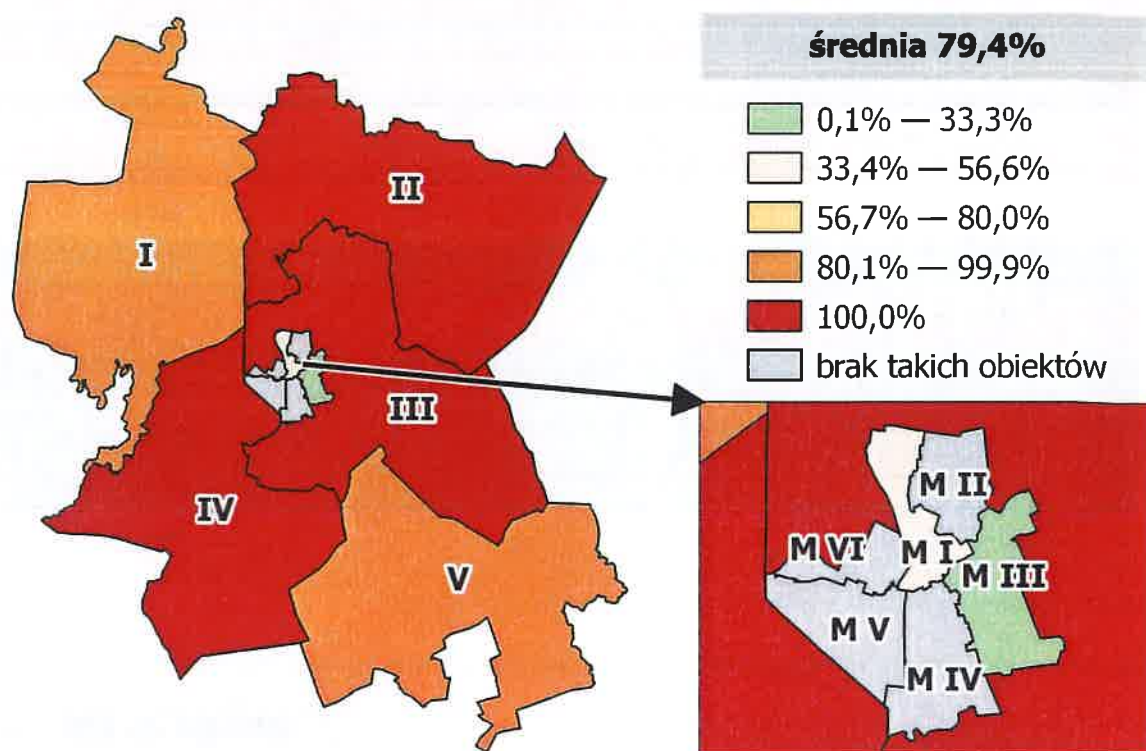 średnia 79,4%
0,1% — 33,3%
33,4% — 56,6%
56,7% — 80,0%
80,1% — 99,9%
100,0%
brak takich obiektów
I
II
III
IV
V
M II
M VI
M I
M III
M V
M IV